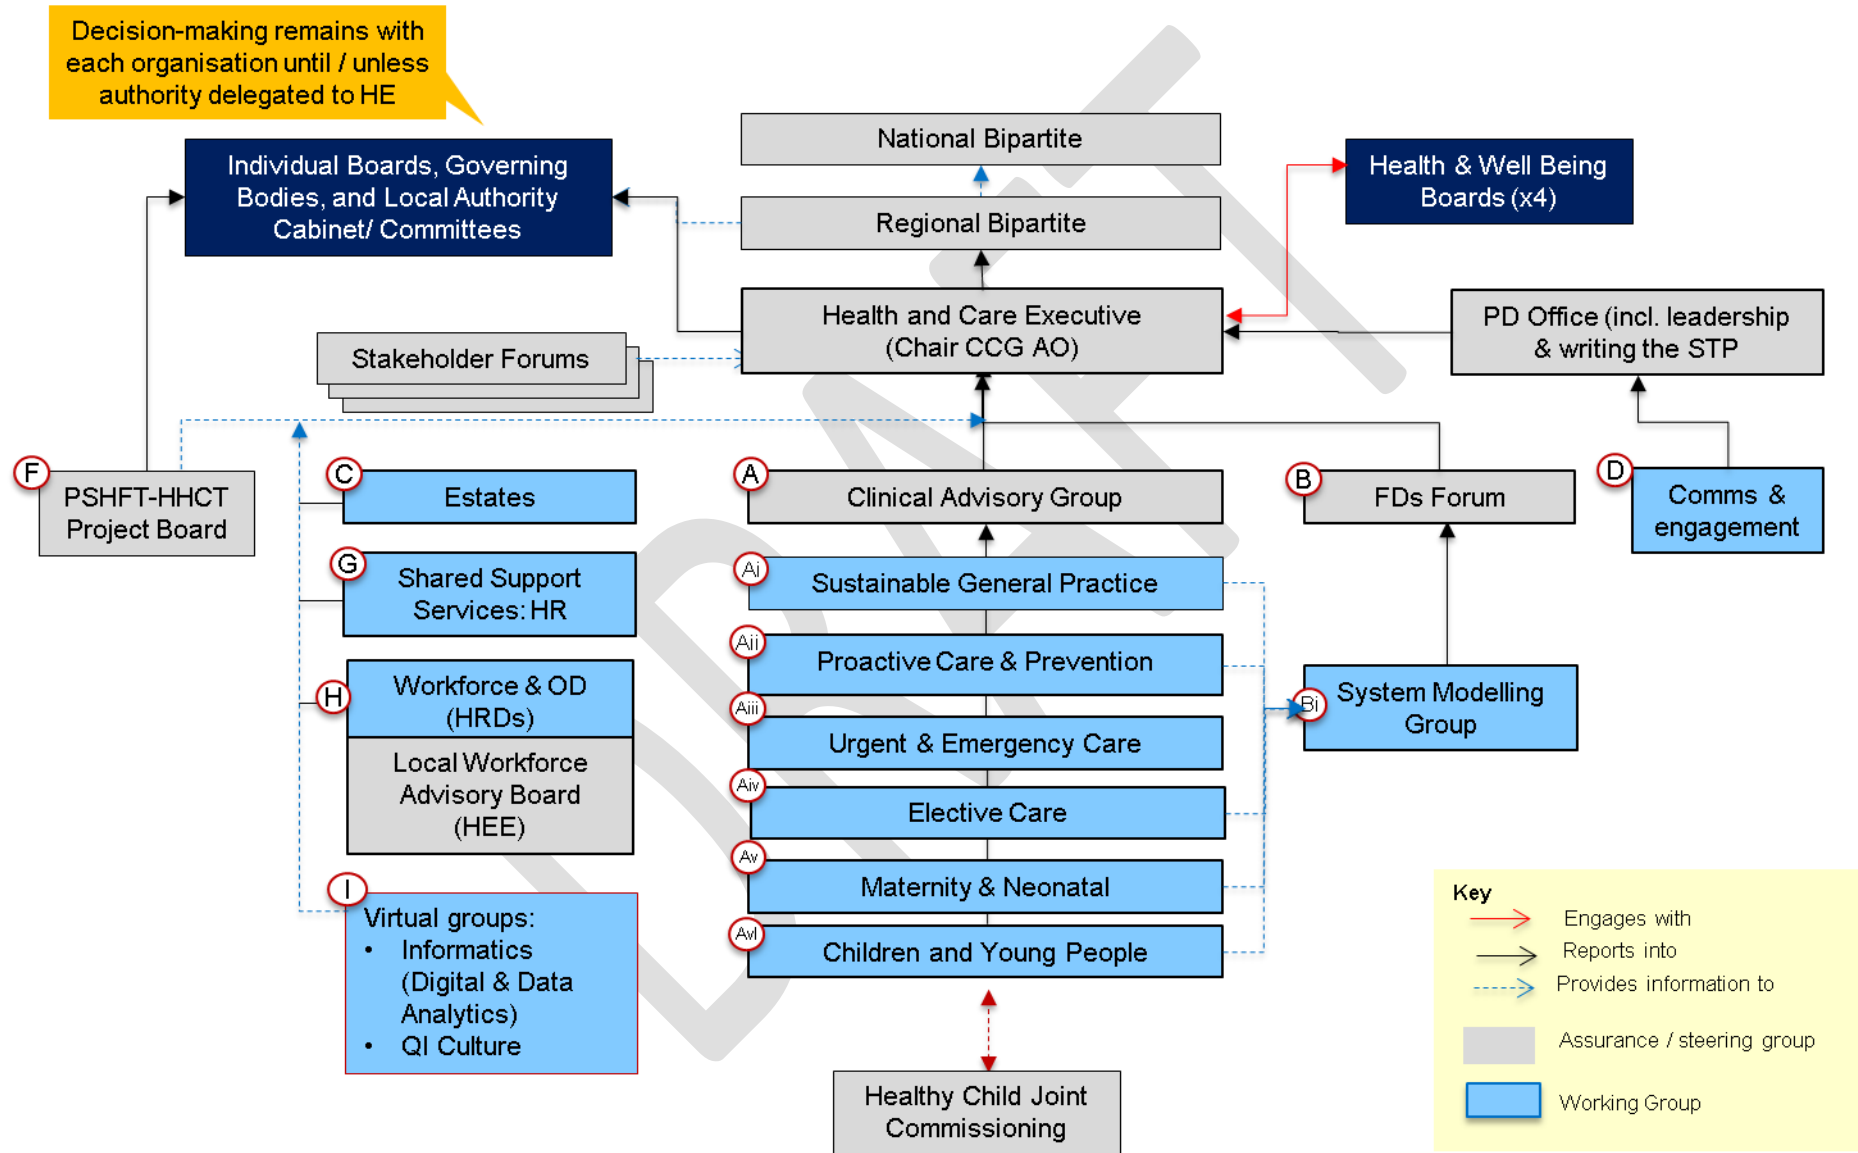 Decision-making remains with
each organisation until / unless
authority delegated to HE
Individual Boards, Governing
Bodies, and Local Authority
Cabinet/ Committees
National Bipartite
Regional Bipartite
Health & Well Being
Boards (x4)
Health and Care Executive
(Chair CCG AO)
PD Office (incl. leadership
& writing the STP
Stakeholder Forums
F
PSHFT-HHCT
Project Board
C
Estates
G
Shared Support
Services: HR
H
Workforce & OD
(HRDs)
Local Workforce
Advisory Board
(HEE)
I
Virtual groups:
• Informatics
(Digital & Data
Analytics)
• QI Culture
A
Clinical Advisory Group
Ai
Sustainable General Practice
Aii
Proactive Care & Prevention
Aiii
Urgent & Emergency Care
Aiv
Elective Care
Av
Maternity & Neonatal
Avl
Children and Young People
Healthy Child Joint
Commissioning
B
FDs Forum
Bi
System Modelling
Group
D
Comms &
engagement
Key
Engages with
Reports into
Provides information to
Assurance / steering group
Working Group
DRAFT